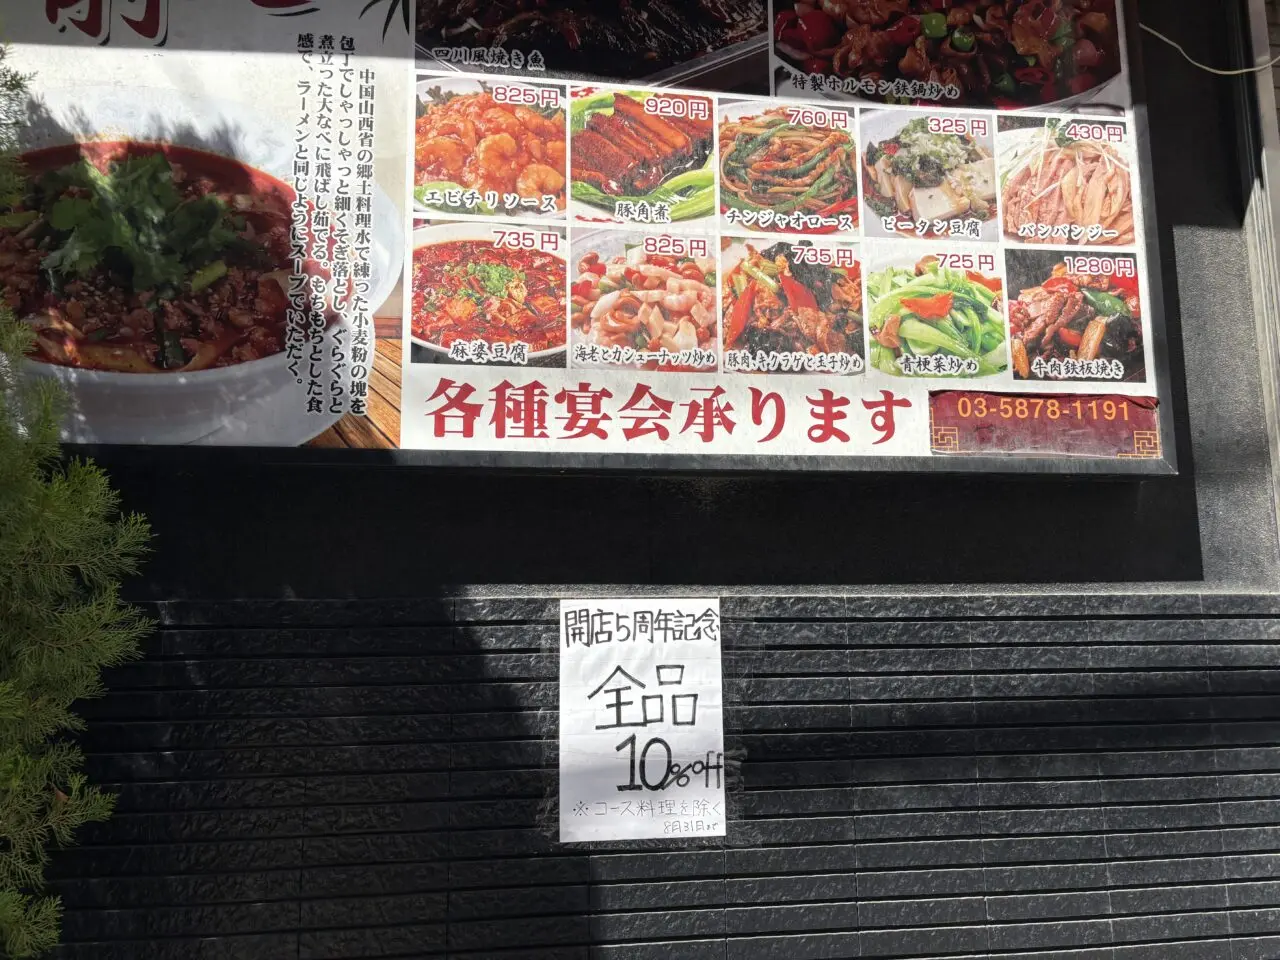 四川風焼き魚
特製ホルモン鉄鍋炒め
中国山西省の郷土料理水で練った小麦粉の塊を
包丁でしゃっしゃっと細くそぎ落とし、ぐらぐらと
煮立った大なべに飛ばし茹でる。もちもちとした食
感で、ラーメンと同じようにスープでいただく。
825円
エビチリソース
920円
豚角煮
760円
チンジャオロース
325円
ピータン豆腐
430円
バンバンジー
735円
麻婆豆腐
825円
海老とカシューナッツ炒め
735円
豚肉、キクラゲと玉子炒め
725円
青梗菜炒め
1280円
牛肉鉄板焼き
各種宴会承ります
03-5878-1191
開店5周年記念
全品
10%off
※コース料理を除く
8月31日まで